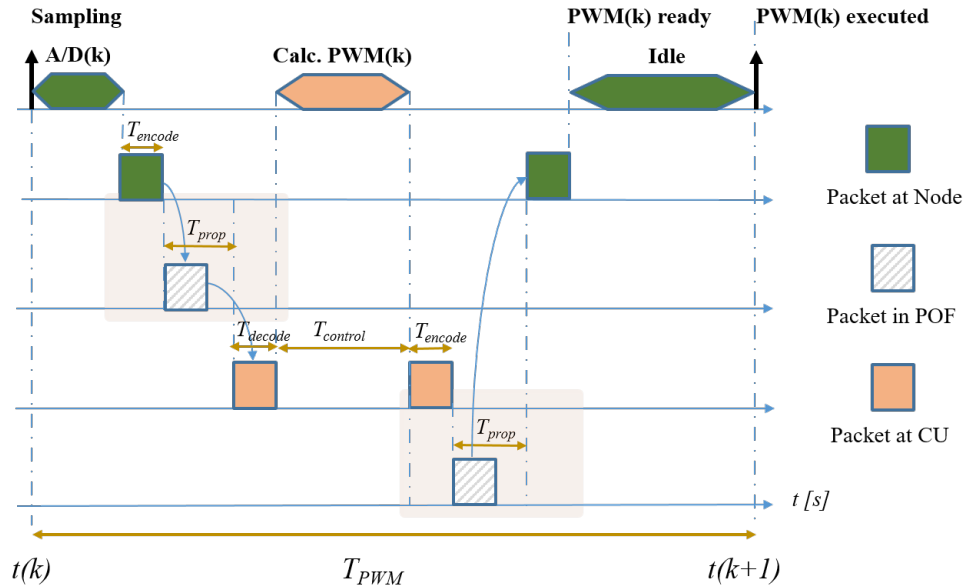 Sampling
PWM(k) ready
PWM(k) executed
A/D(k)
Calc. PWM(k)
Idle
T_encode
Packet at Node
T_prop
Packet in POF
T_decode
T_control
T_encode
T_prop
Packet at CU
t [s]
t(k)
T_PWM
t(k+1)